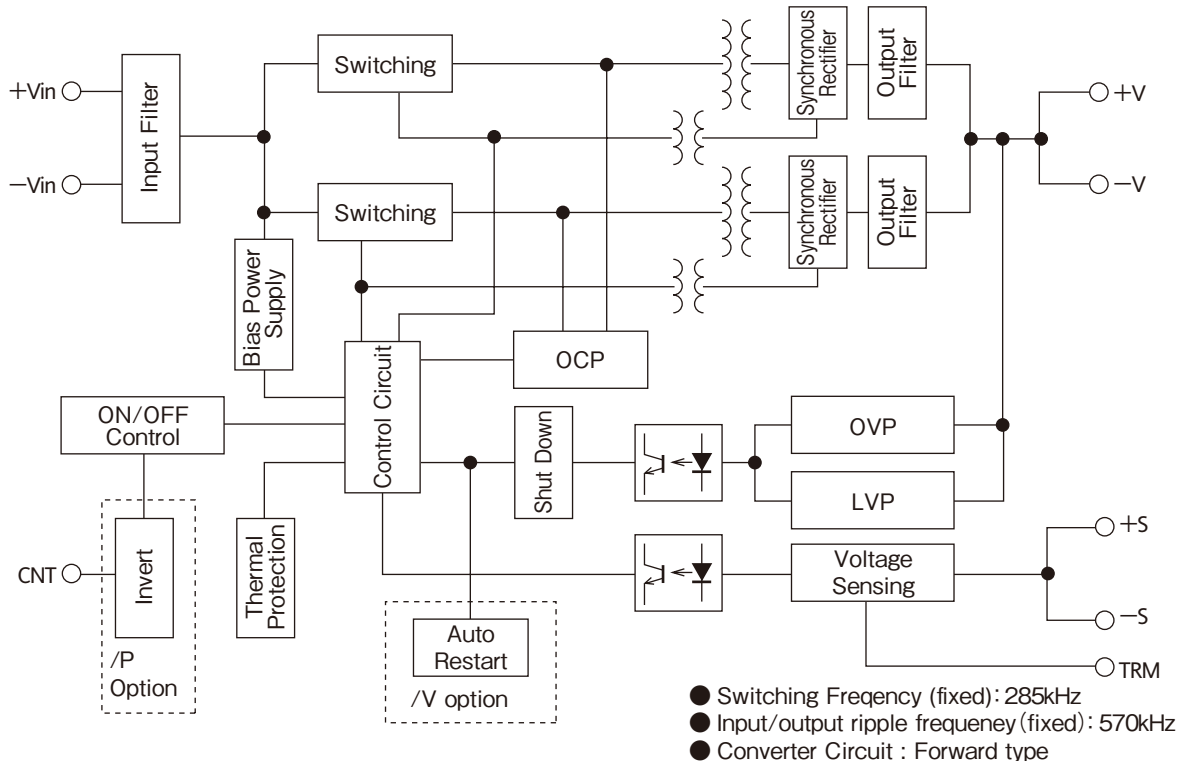 +Vin
−Vin
Input Filter
Switching
Switching
Synchronous
Rectifier
Output
Filter
Synchronous
Rectifier
Output
Filter
+V
−V
Bias Power
Supply
Control Circuit
OCP
ON/OFF
Control
Shut Down
OVP
LVP
CNT
Invert
/P
Option
Thermal
Protection
Auto
Restart
/V option
Voltage
Sensing
+S
−S
TRM
● Switching Freqency (fixed): 285kHz
● Input/output ripple frequeney (fixed): 570kHz
● Converter Circuit : Forward type